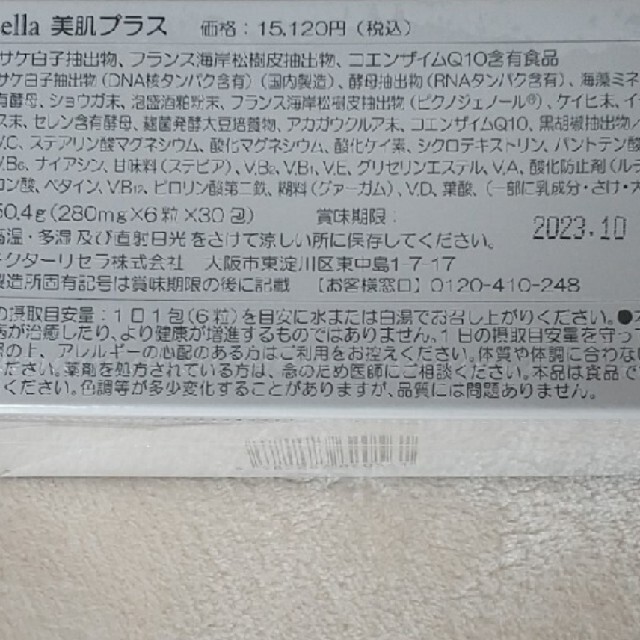 ella 美肌プラス 価格：15,120円（税込）
サケ白子抽出物、フランス海岸松樹皮抽出物、コエンザイムQ10含有食品
サケ白子抽出物（DNA核タンパク含有）（国内製造）、酵母抽出物（RNAタンパク含有）、海藻ミネ
有酵母、ショウガ末、泡盛酒粕粉末、フランス海岸松樹皮抽出物（ピクノジェノール®）、ケイヒ末、イ
ス末、セレン含有酵母、麹菌発酵大豆培養物、アカガウクルア末、コエンザイムQ10、黒胡椒抽出物／
V.C、ステアリン酸マグネシウム、酸化マグネシウム、酸化ケイ素、シクロデキストリン、パントテン酸
V.B₆、ナイアシン、甘味料（ステビア）、V.B₂、V.B₁、V.E、グリセリンエステル、V.A、酸化防止剤（ル
ロン酸、ベタイン、V.B₁₂、ピロリン酸第二鉄、糊料（グァーガム）、V.D、葉酸、（一部に乳成分・さけ・
50.4g（280mg×6粒×30包） 賞味期限： 2023.10
高温・多湿及び直射日光をさけて涼しい所に保存してください。
ドクターリセラ株式会社 大阪市東淀川区東中島1-7-17
製造所固有記号は賞味期限の後に記載 【お客様窓口】0120-410-248
の摂取目安量：1日1包（6粒）を目安に水または白湯でお召し上がりください。●本
病が治癒したり、より健康が増進するものではありません。1日の摂取目安量を守っ
の上、アレルギーの心配のある方はご利用をお控えください。体質や体調に合わない
ださい。薬剤を処方されている方は、念のため医師にご相談ください。本品は食品で
ください。色調等が多少変化することがありますが、品質には問題ありません。